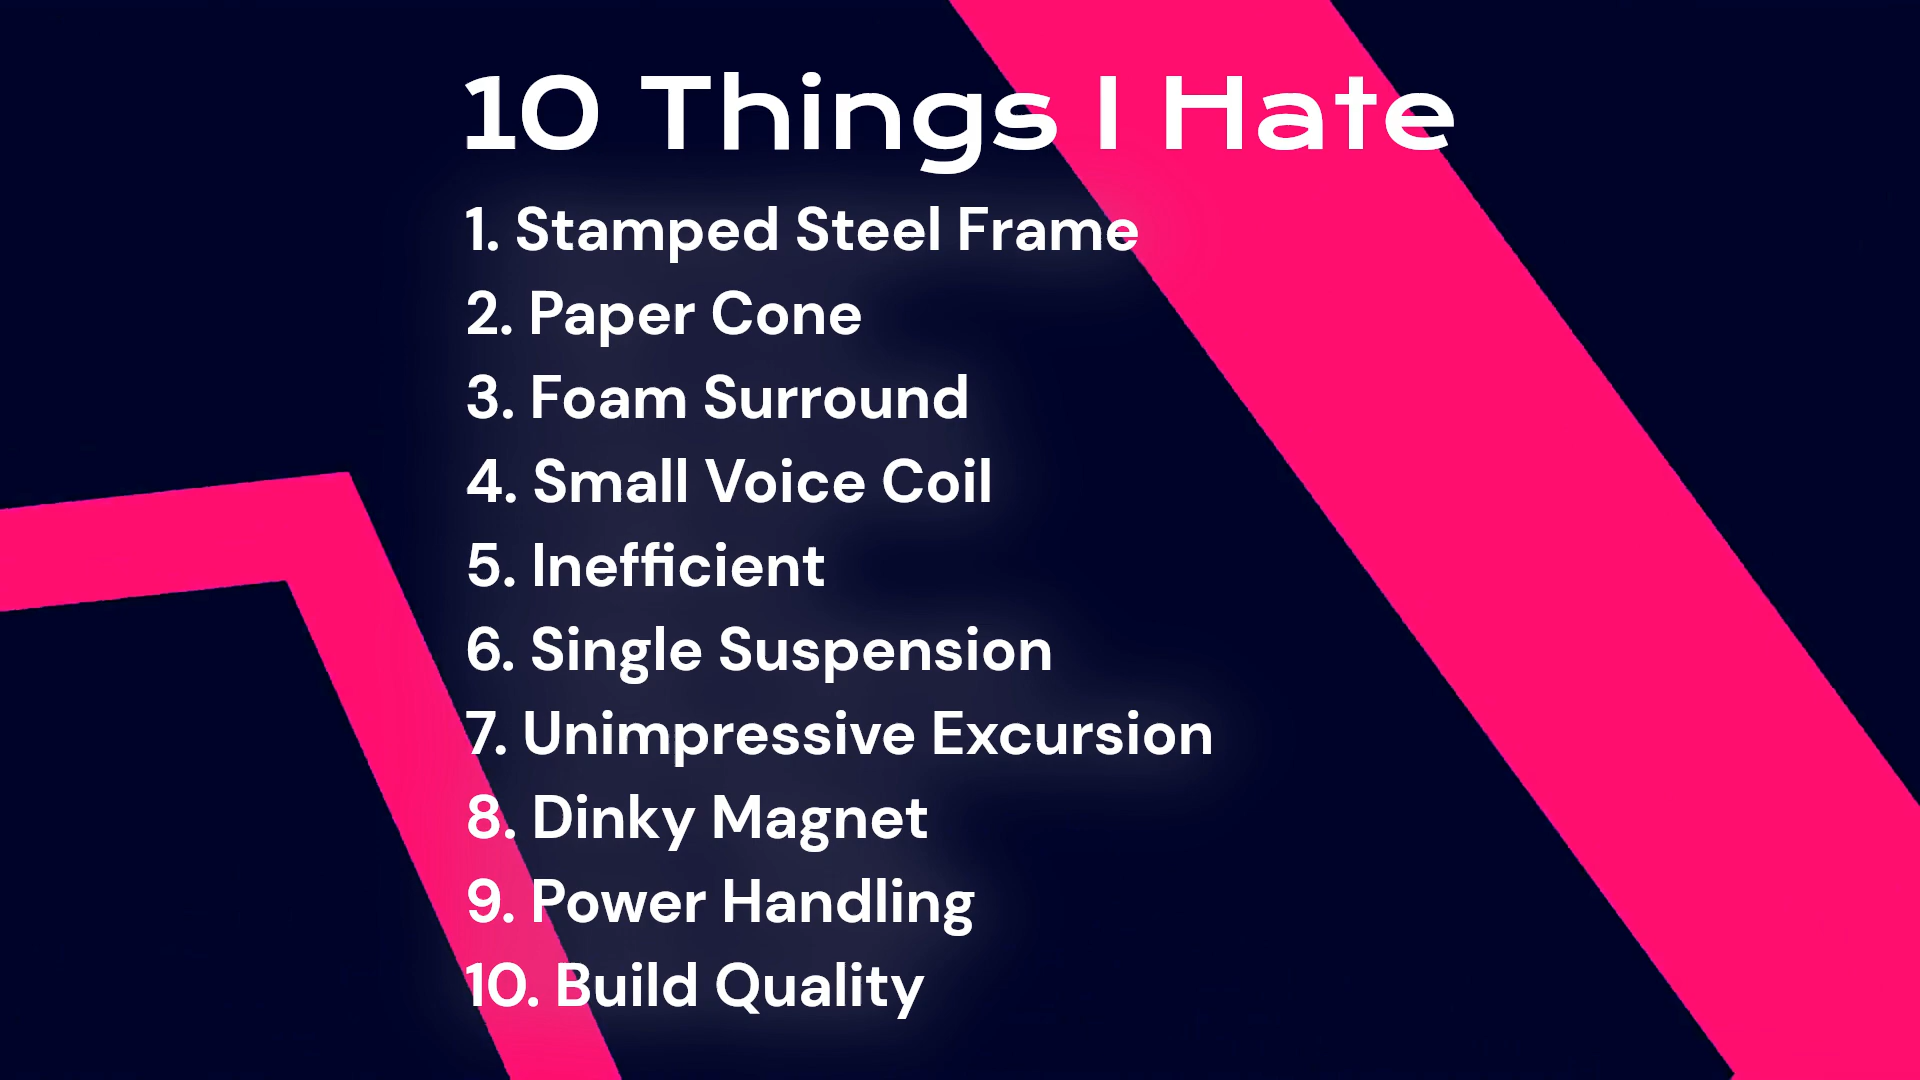 10 Things I Hate
1. Stamped Steel Frame
2. Paper Cone
3. Foam Surround
4. Small Voice Coil
5. Inefficient
6. Single Suspension
7. Unimpressive Excursion
8. Dinky Magnet
9. Power Handling
10. Build Quality